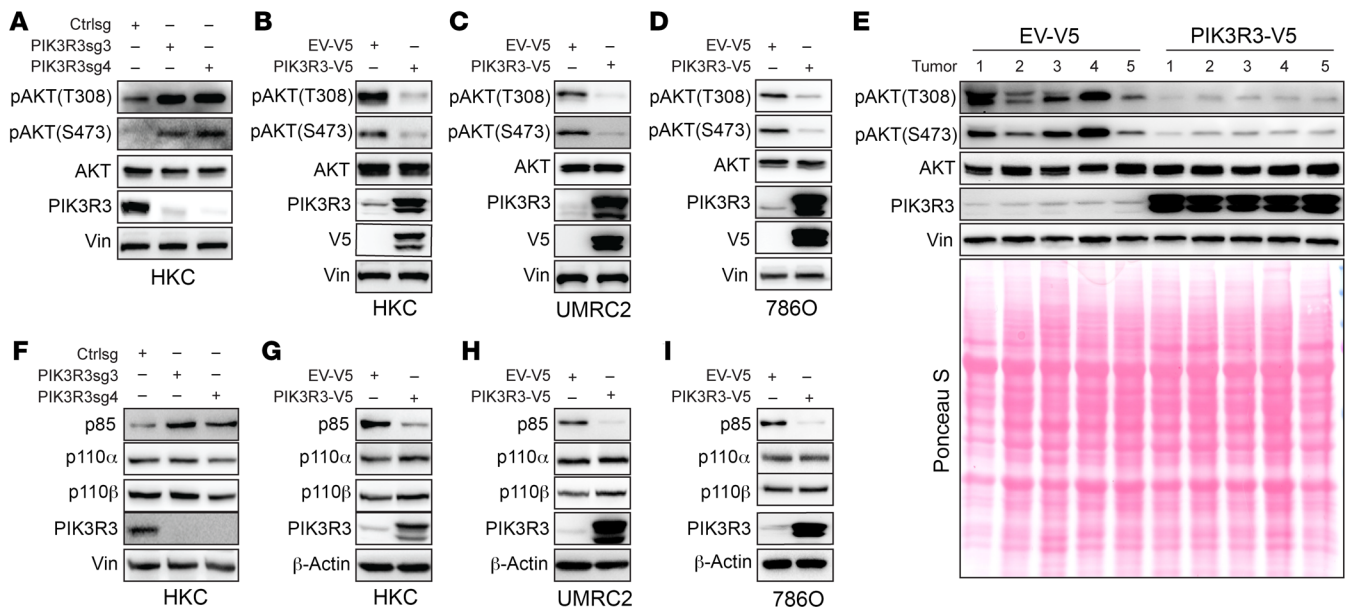 A
Ctrlsg + – –
PIK3R3sg3 – + –
PIK3R3sg4 – – +
pAKT(T308)
pAKT(S473)
AKT
PIK3R3
Vin
HKC
B
EV-V5 + –
PIK3R3-V5 – +
pAKT(T308)
pAKT(S473)
AKT
PIK3R3
V5
Vin
HKC
C
EV-V5 + –
PIK3R3-V5 – +
pAKT(T308)
pAKT(S473)
AKT
PIK3R3
V5
Vin
UMRC2
D
EV-V5 + –
PIK3R3-V5 – +
pAKT(T308)
pAKT(S473)
AKT
PIK3R3
V5
Vin
786O
E
EV-V5 PIK3R3-V5
Tumor 1 2 3 4 5 1 2 3 4 5
pAKT(T308)
pAKT(S473)
AKT
PIK3R3
Vin
Ponceau S
F
Ctrlsg + – –
PIK3R3sg3 – + –
PIK3R3sg4 – – +
p85
p110α
p110β
PIK3R3
Vin
HKC
G
EV-V5 + –
PIK3R3-V5 – +
p85
p110α
p110β
PIK3R3
β-Actin
HKC
H
EV-V5 + –
PIK3R3-V5 – +
p85
p110α
p110β
PIK3R3
β-Actin
UMRC2
I
EV-V5 + –
PIK3R3-V5 – +
p85
p110α
p110β
PIK3R3
β-Actin
786O